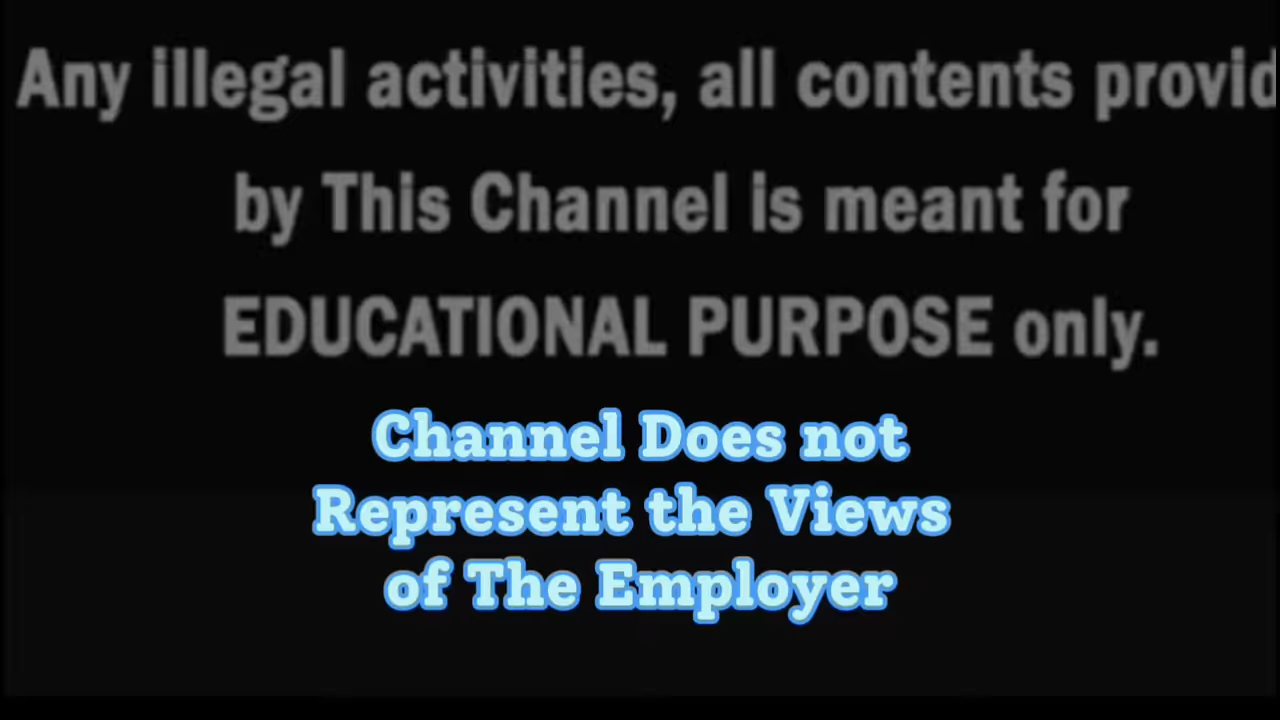 Any illegal activities, all contents provid
by This Channel is meant for
EDUCATIONAL PURPOSE only.
Channel Does not
Represent the Views
of The Employer